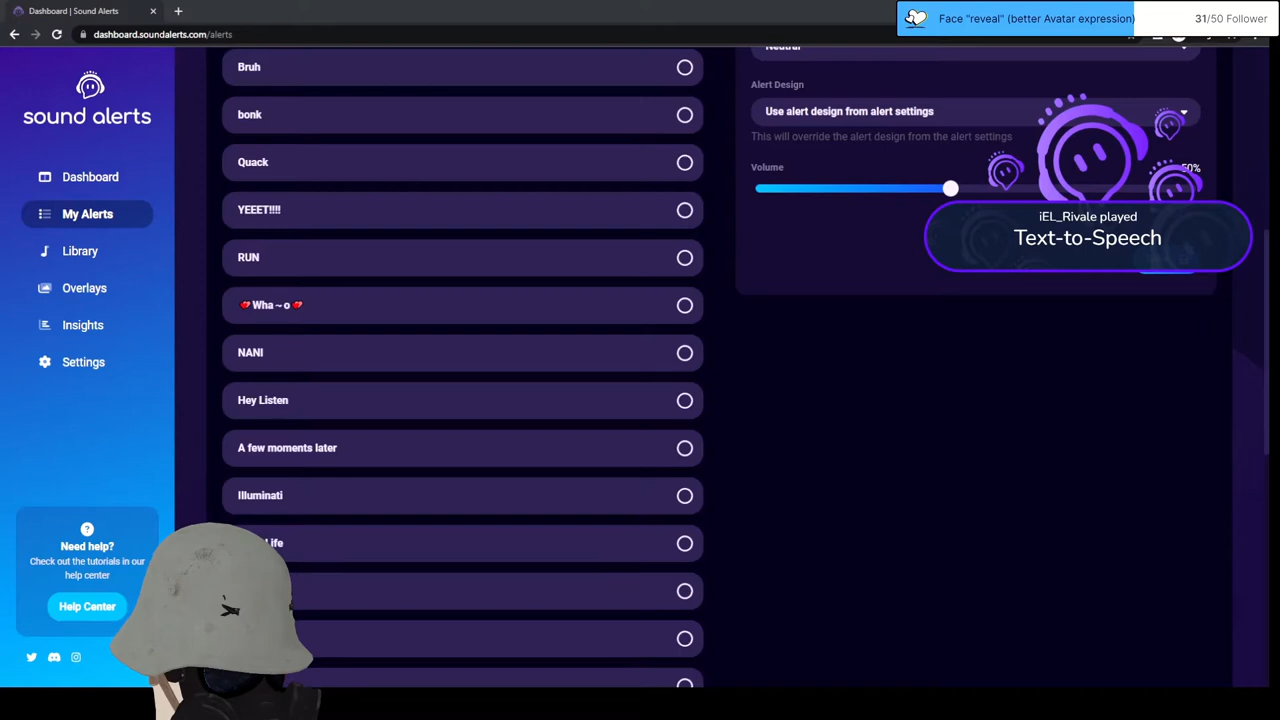 Dashboard | Sound Alerts
Face "reveal" (better Avatar expression)
31/50 Follower
dashboard.soundalerts.com/alerts
sound alerts
Dashboard
My Alerts
Library
Overlays
Insights
Settings
Need help?
Check out the tutorials in our
help center
Help Center
Bruh
bonk
Quack
YEEET!!!!
RUN
💋Wha~o💋
NANI
Hey Listen
A few moments later
Illuminati
Life
Neutral
Alert Design
Use alert design from alert settings
This will override the alert design from the alert settings
Volume
50%
iEL_Rivale played
Text-to-Speech